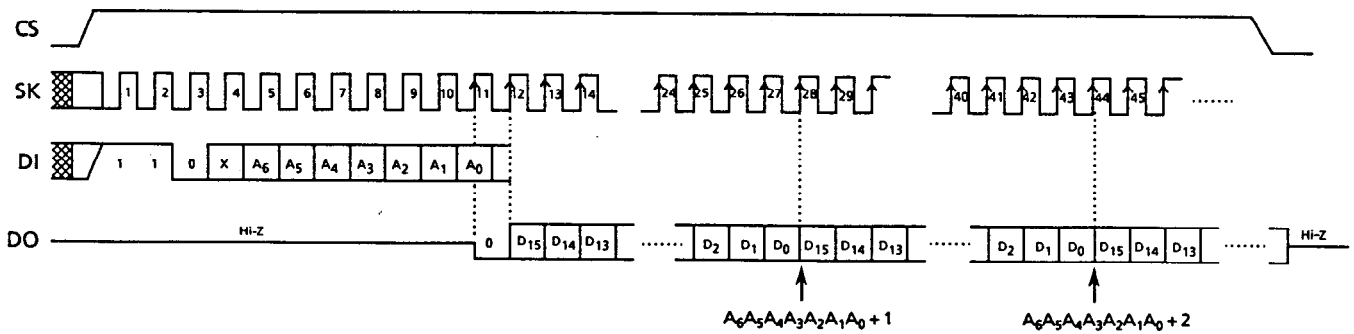 CS
SK 1 2 3 4 5 6 7 8 9 10 11 12 13 14 24 25 26 27 28 29 40 41 42 43 44 45 ........
DI 1 1 0 X A6 A5 A4 A3 A2 A1 A0
DO Hi-Z 0 D15 D14 D13 ........ D2 D1 D0 D15 D14 D13 ........ D2 D1 D0 D15 D14 D13 ........ Hi-Z
A6A5A4A3A2A1A0 + 1 A6A5A4A3A2A1A0 + 2